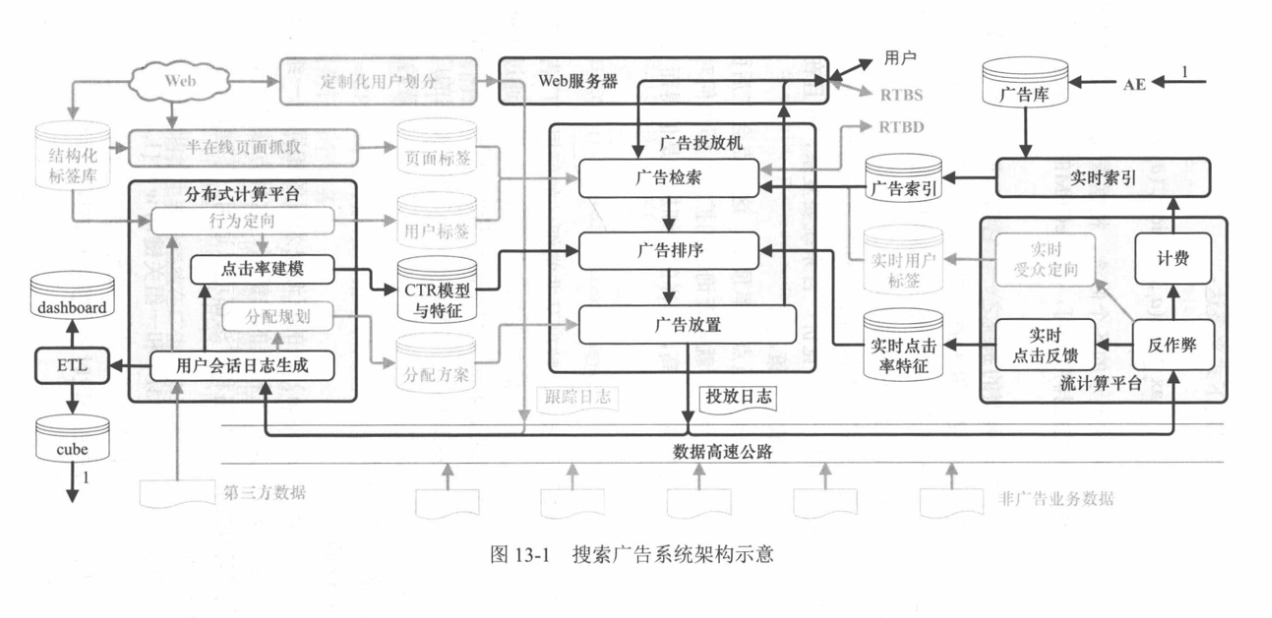 Web
定制化用户划分
Web服务器
用户
RTBS
RTBD
广告库
AE
1
结构化
标签库
半在线页面抓取
页面标签
广告投放机
广告检索
广告索引
实时索引
分布式计算平台
行为定向
用户标签
点击率建模
CTR模型
与特征
广告排序
实时用户
标签
实时
受众定向
计费
dashboard
分配规划
分配方案
广告放置
实时点击
率特征
实时
点击反馈
反作弊
流计算平台
ETL
用户会话日志生成
跟踪日志
投放日志
cube
1
数据高速公路
第三方数据
非广告业务数据
图 13-1 搜索广告系统架构示意